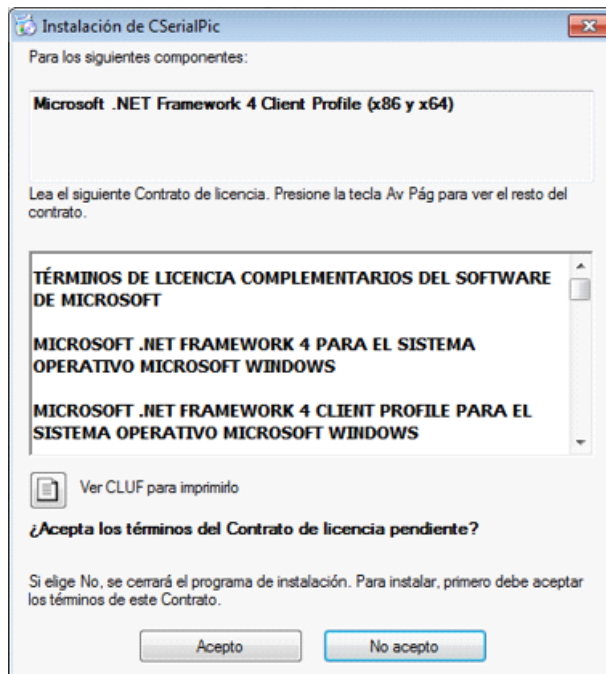 Instalación de CSerialPic
Para los siguientes componentes:
Microsoft .NET Framework 4 Client Profile (x86 y x64)
Lea el siguiente Contrato de licencia. Presione la tecla Av Pág para ver el resto del
contrato.
TÉRMINOS DE LICENCIA COMPLEMENTARIOS DEL SOFTWARE
DE MICROSOFT
MICROSOFT .NET FRAMEWORK 4 PARA EL SISTEMA
OPERATIVO MICROSOFT WINDOWS
MICROSOFT .NET FRAMEWORK 4 CLIENT PROFILE PARA EL
SISTEMA OPERATIVO MICROSOFT WINDOWS
Ver CLUF para imprimirlo
¿Acepta los términos del Contrato de licencia pendiente?
Si elige No, se cerrará el programa de instalación. Para instalar, primero debe aceptar
los términos de este Contrato.
Acepto
No acepto